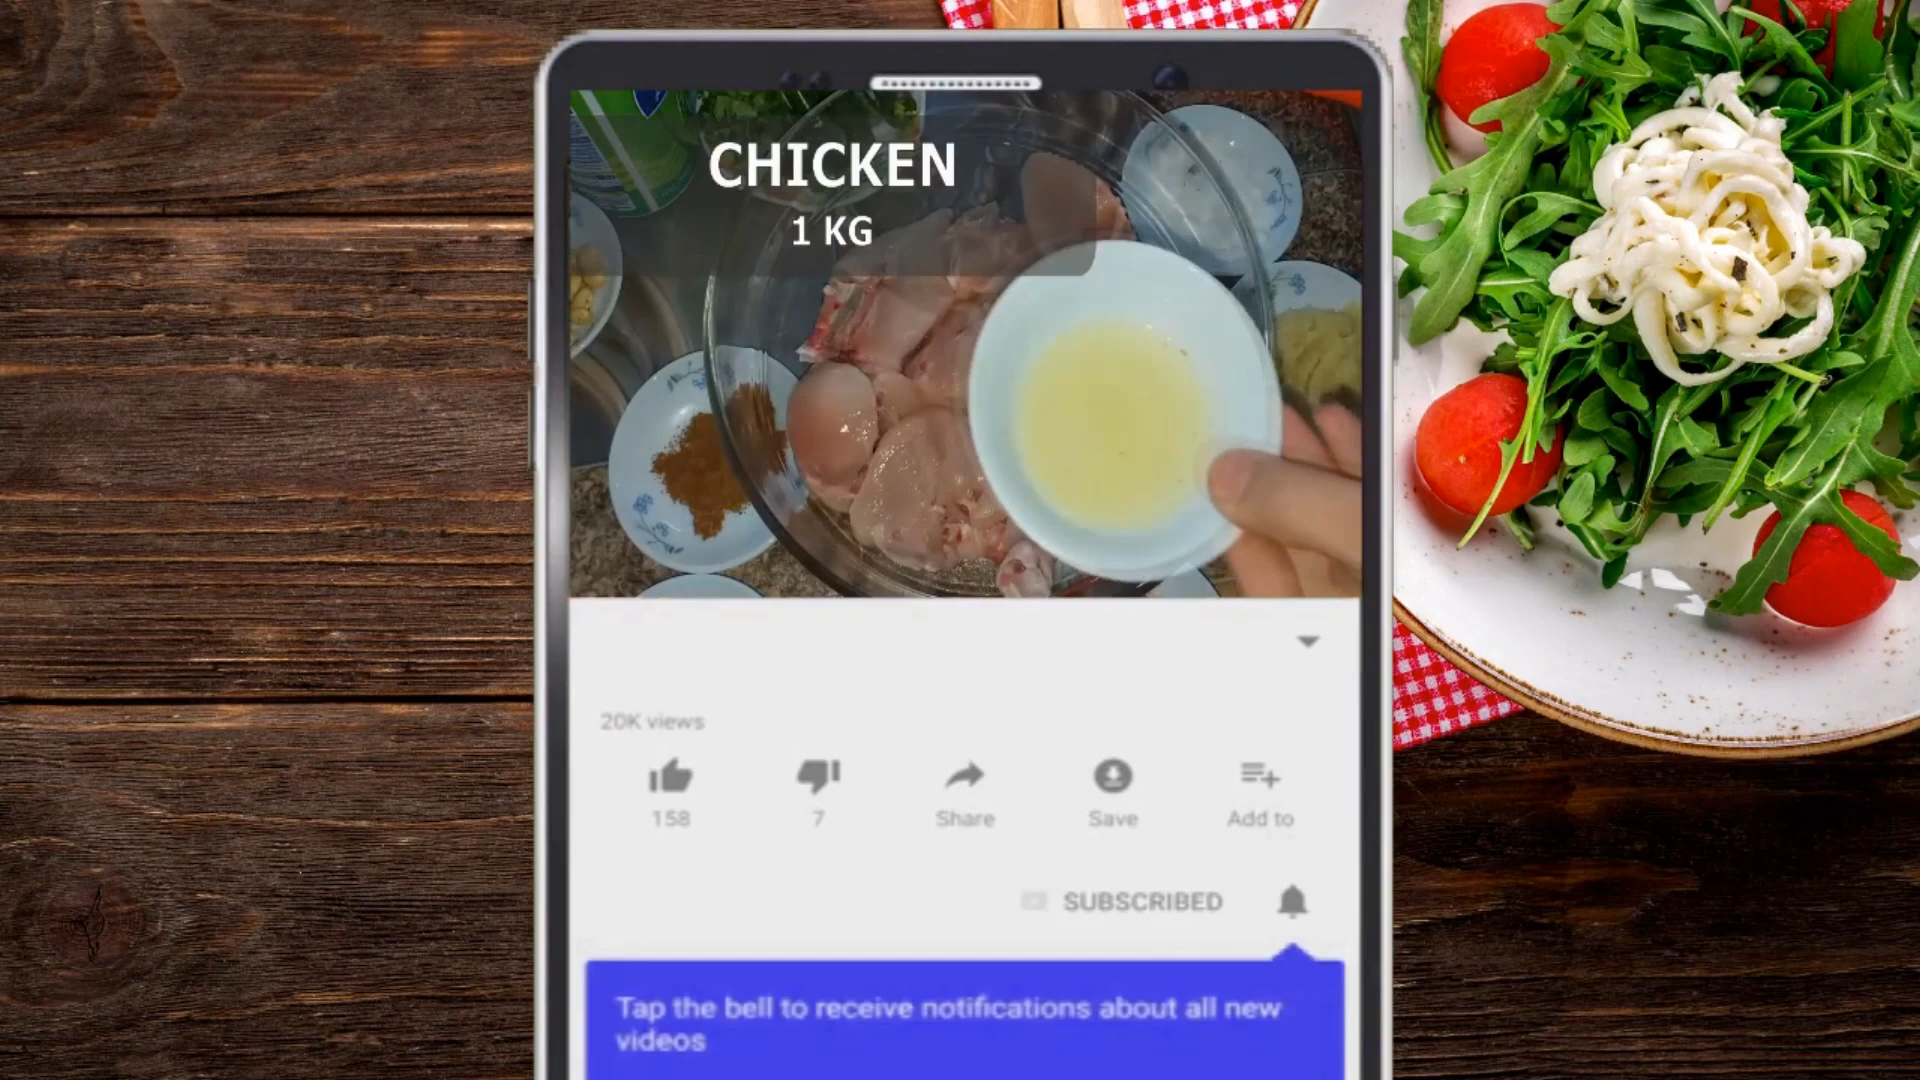 CHICKEN
1 KG
20K views
158
7
Share
Save
Add to
SUBSCRIBED
Tap the bell to receive notifications about all new
videos